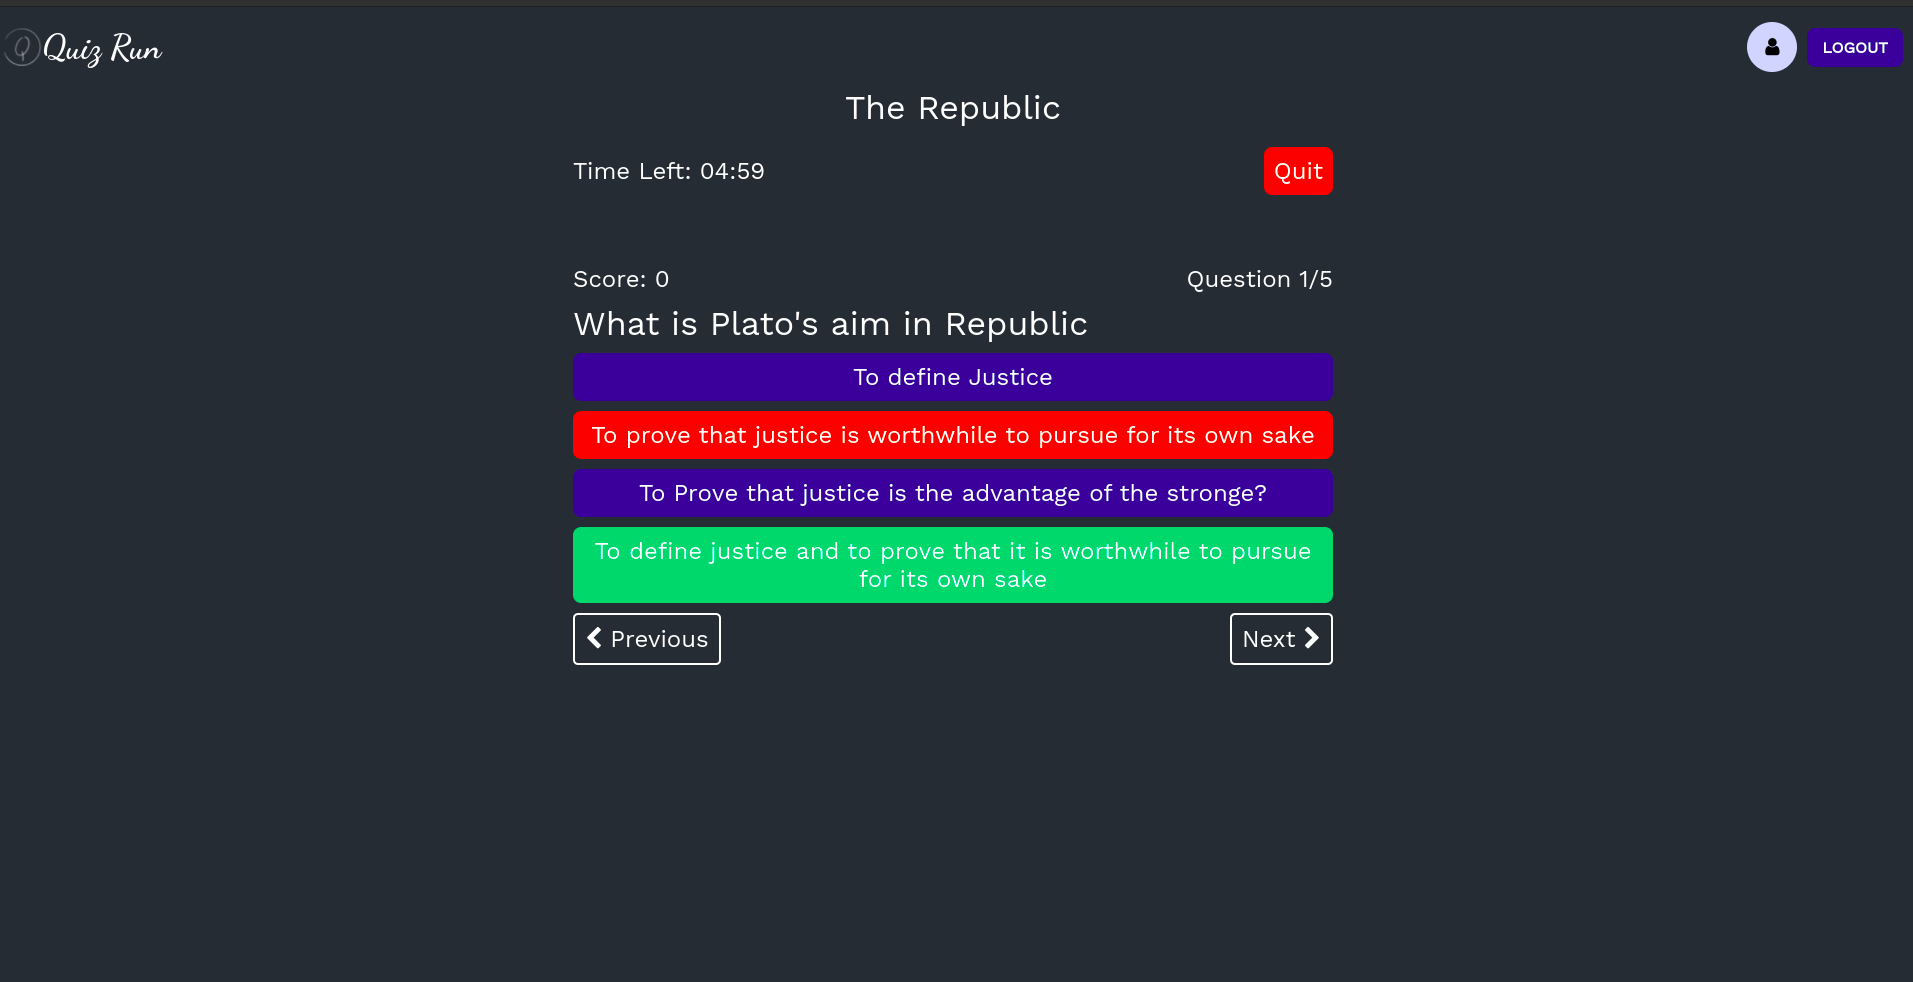 Quiz Run
LOGOUT
The Republic
Time Left: 04:59
Quit
Score: 0
Question 1/5
What is Plato's aim in Republic
To define Justice
To prove that justice is worthwhile to pursue for its own sake
To Prove that justice is the advantage of the stronge?
To define justice and to prove that it is worthwhile to pursue
for its own sake
Previous
Next